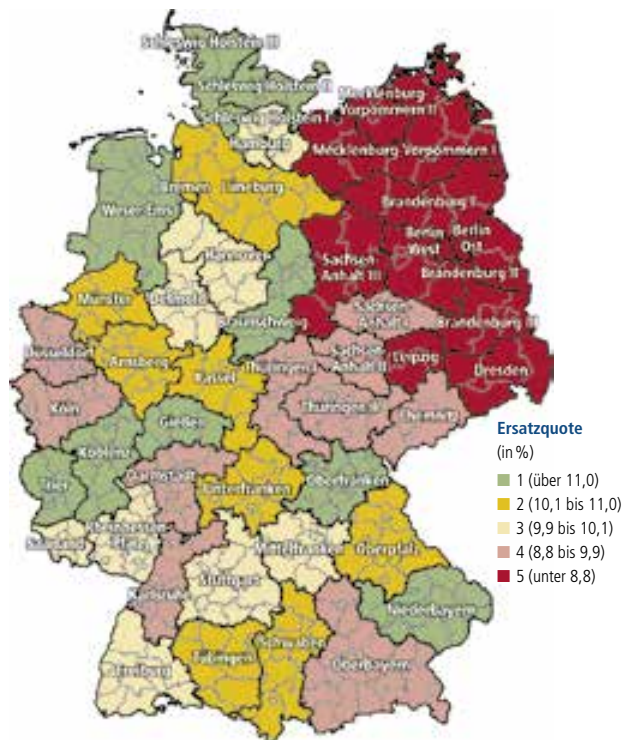 Schleswig Holstein III
Schleswig Holstein II
Schleswig Holstein I
Hamburg
Mecklenburg-
Vorpommern II
Mecklenburg-Vorpommern I
Bremen
Lüneburg
Weser-Ems
Brandenburg I
Berlin
West
Berlin
Ost
Hannover
Sachsen
Anhalt III
Brandenburg II
Münster
Detmold
Braunschweig
Sachsen
Anhalt I
Brandenburg III
Düsseldorf
Arnsberg
Kassel
Thüringen I
Sachsen
Anhalt II
Leipzig
Dresden
Köln
Thüringen II
Chemnitz
Gießen
Koblenz
Trier
Darmstadt
Unterfranken
Oberfranken
Saarland
Rheinhessen-
Pfalz
Mittelfranken
Oberpfalz
Stuttgart
Karlsruhe
Niederbayern
Freiburg
Tübingen
Schwaben
Oberbayern
Ersatzquote
(in %)
1 (über 11,0)
2 (10,1 bis 11,0)
3 (9,9 bis 10,1)
4 (8,8 bis 9,9)
5 (unter 8,8)